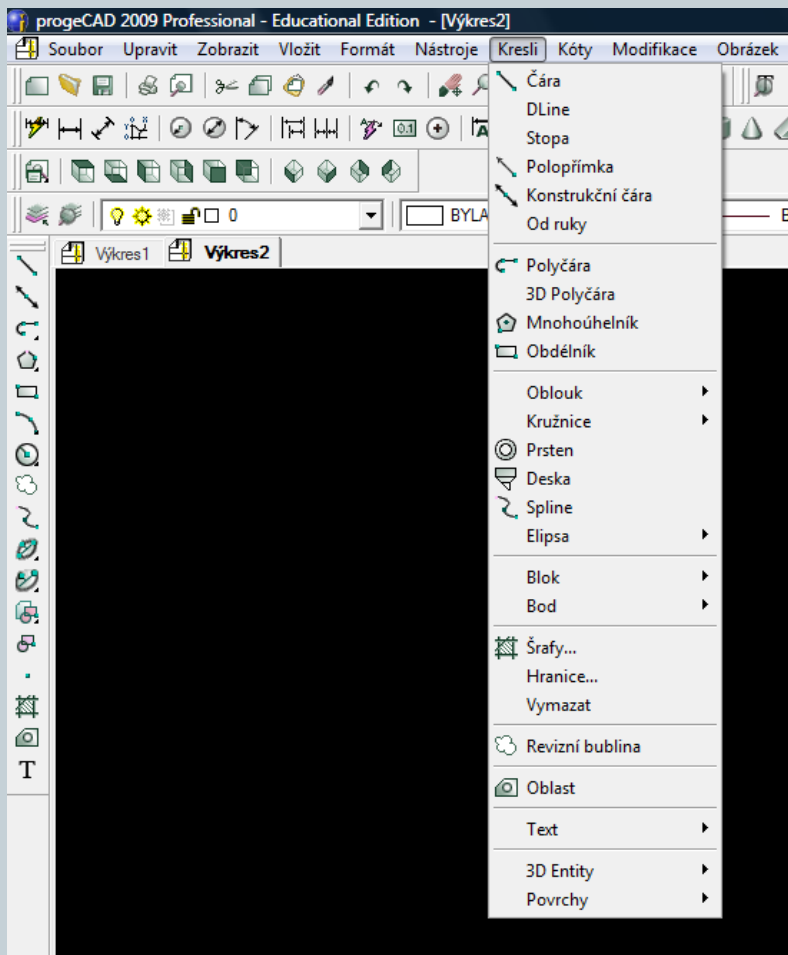 progeCAD 2009 Professional - Educational Edition - [Výkres2]
Soubor Upravit Zobrazit Vložit Formát Nástroje Kresli Kóty Modifikace Obrázek
Čára
DLine
Stopa
Polopřímka
Konstrukční čára
Od ruky
Polyčára
3D Polyčára
Mnohoúhelník
Obdélník
Oblouk
Kružnice
Prsten
Deska
Spline
Elipsa
Blok
Bod
Šrafy...
Hranice...
Vymazat
Revizní bublina
Oblast
Text
3D Entity
Povrchy
0.1
0
BYLA
Výkres1 Výkres2
T